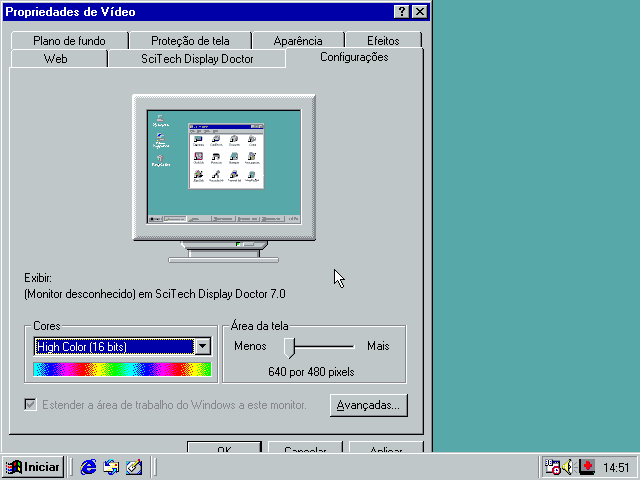 Propriedades de Vídeo
Plano de fundo
Proteção de tela
Aparência
Efeitos
Web
SciTech Display Doctor
Configurações
Exibir:
(Monitor desconhecido) em SciTech Display Doctor 7.0
Cores
High Color (16 bits)
Área da tela
Menos
Mais
640 por 480 pixels
Estender a área de trabalho do Windows a este monitor.
Avançadas...
OK
Cancelar
Aplicar
Iniciar
14:51